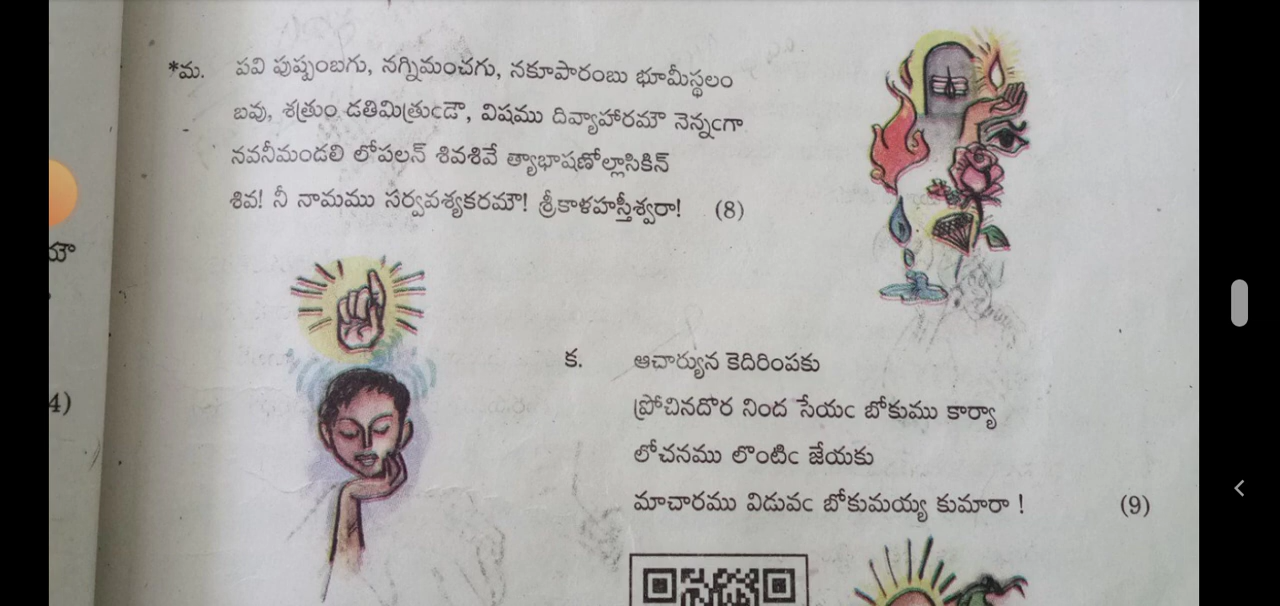 *మ. పవి పుష్పంబగు, నగ్నిమంచగు, నకూపారంబు భూమీస్థలం
బవు, శత్రుం డతిమిత్రుఁడౌ, విషము దివ్యాహారమౌ నెన్నఁగా
నవనీమండలి లోపలన్ శివశివే త్యాభాషణోల్లాసికిన్
శివ! నీ నామము సర్వవశ్యకరమౌ! శ్రీకాళహస్తీశ్వరా! (8)
4)
క. ఆచార్యున కెదిరింపకు
బ్రోచినదొర నింద సేయఁ బోకుము కార్యా
లోచనము లొంటిఁ జేయకు
మాచారము విడువఁ బోకుమయ్య కుమారా ! (9)